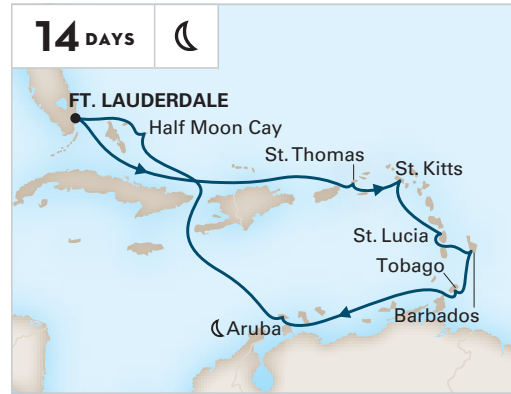 14 DAYS
FT. LAUDERDALE
Half Moon Cay
St. Thomas
St. Kitts
St. Lucia
Tobago
Barbados
Aruba